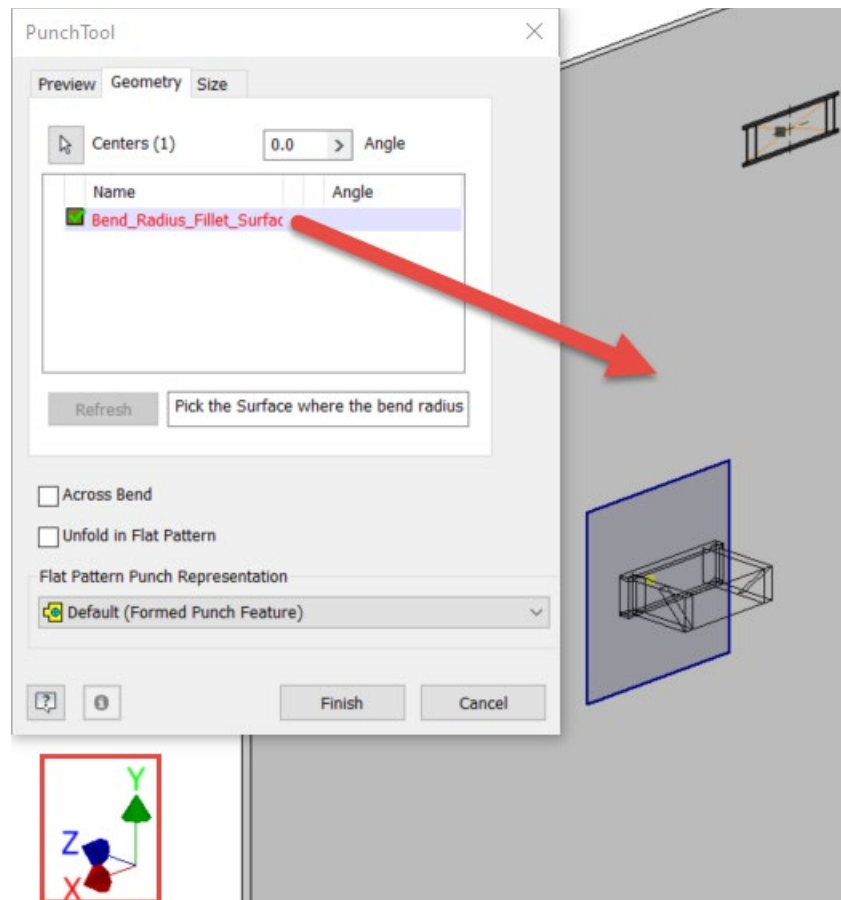 PunchTool
Preview Geometry Size
Centers (1) 0.0 > Angle
Name Angle
Bend_Radius_Fillet_Surfac
Refresh Pick the Surface where the bend radius
Across Bend
Unfold in Flat Pattern
Flat Pattern Punch Representation
Default (Formed Punch Feature)
Finish Cancel
Y
Z
X